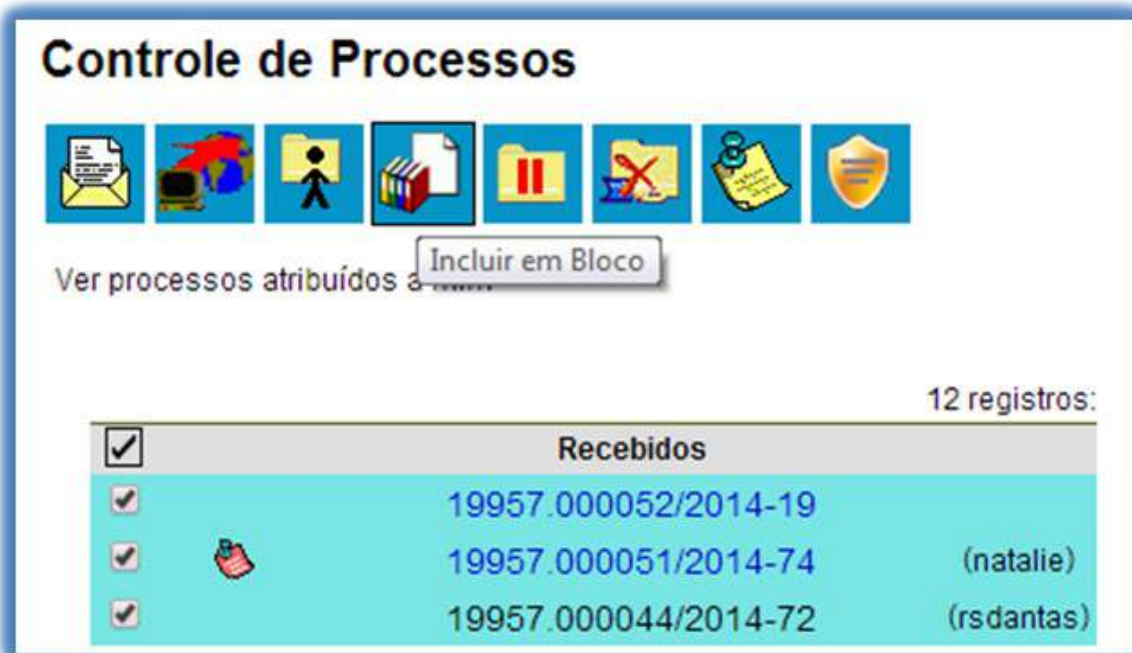 Controle de Processos
Incluir em Bloco
Ver processos atribuídos a
12 registros:
Recebidos
19957.000052/2014-19
19957.000051/2014-74 (natalie)
19957.000044/2014-72 (rsdantas)